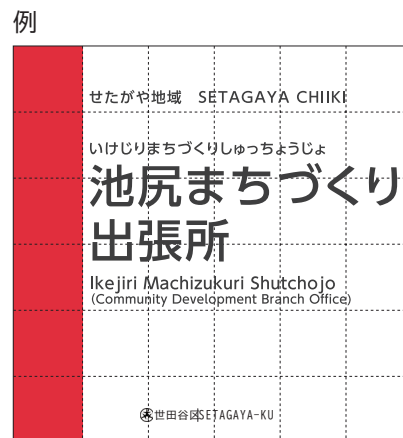 例
せたがや地域　SETAGAYA CHIIKI
いけじりまちづくりしゅっちょうじょ
池尻まちづくり
出張所
Ikejiri Machizukuri Shutchojo
(Community Development Branch Office)
世田谷区SETAGAYA-KU